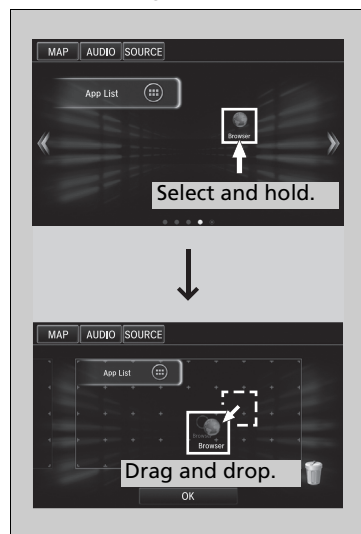 MAP AUDIO SOURCE
App List
Browser
Select and hold.
MAP AUDIO SOURCE
App List
Browser
Browser
Drag and drop.
OK